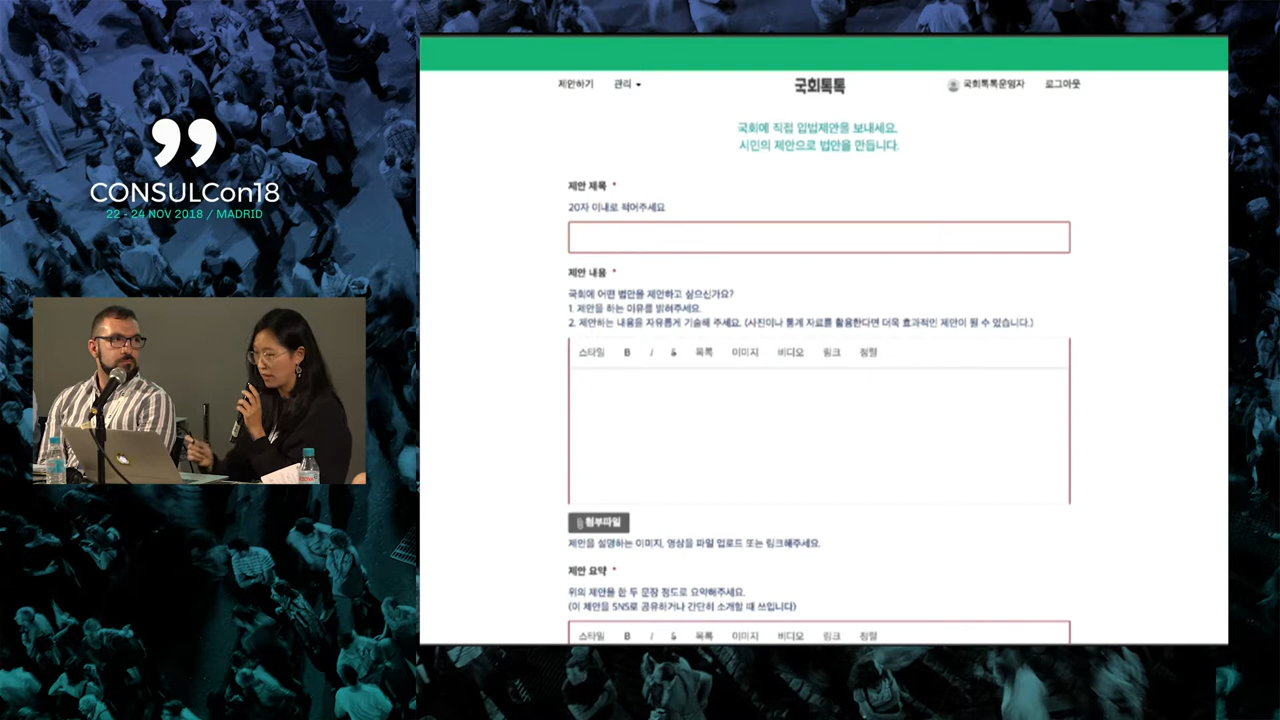 CONSULCon18
22 - 24 NOV 2018 / MADRID
제안하기 관리 국회톡톡 국회톡톡운영자 로그아웃
국회에 직접 입법제안을 보내세요.
시민의 제안으로 법안을 만듭니다.
제안 제목 *
20자 이내로 적어주세요
제안 내용 *
국회에 어떤 법안을 제안하고 싶으신가요?
1. 제안을 하는 이유를 밝혀주세요.
2. 제안하는 내용을 자유롭게 기술해 주세요. (사진이나 통계 자료를 활용한다면 더욱 효과적인 제안이 될 수 있습니다.)
스타일 B I S 목록 이미지 비디오 링크 정렬
첨부파일
제안을 설명하는 이미지, 영상을 파일 업로드 또는 링크해주세요.
제안 요약 *
위의 제안을 한 두 문장 정도로 요약해주세요.
(이 제안을 SNS로 공유하거나 간단히 소개할 때 쓰입니다)
스타일 B I S 목록 이미지 비디오 링크 정렬